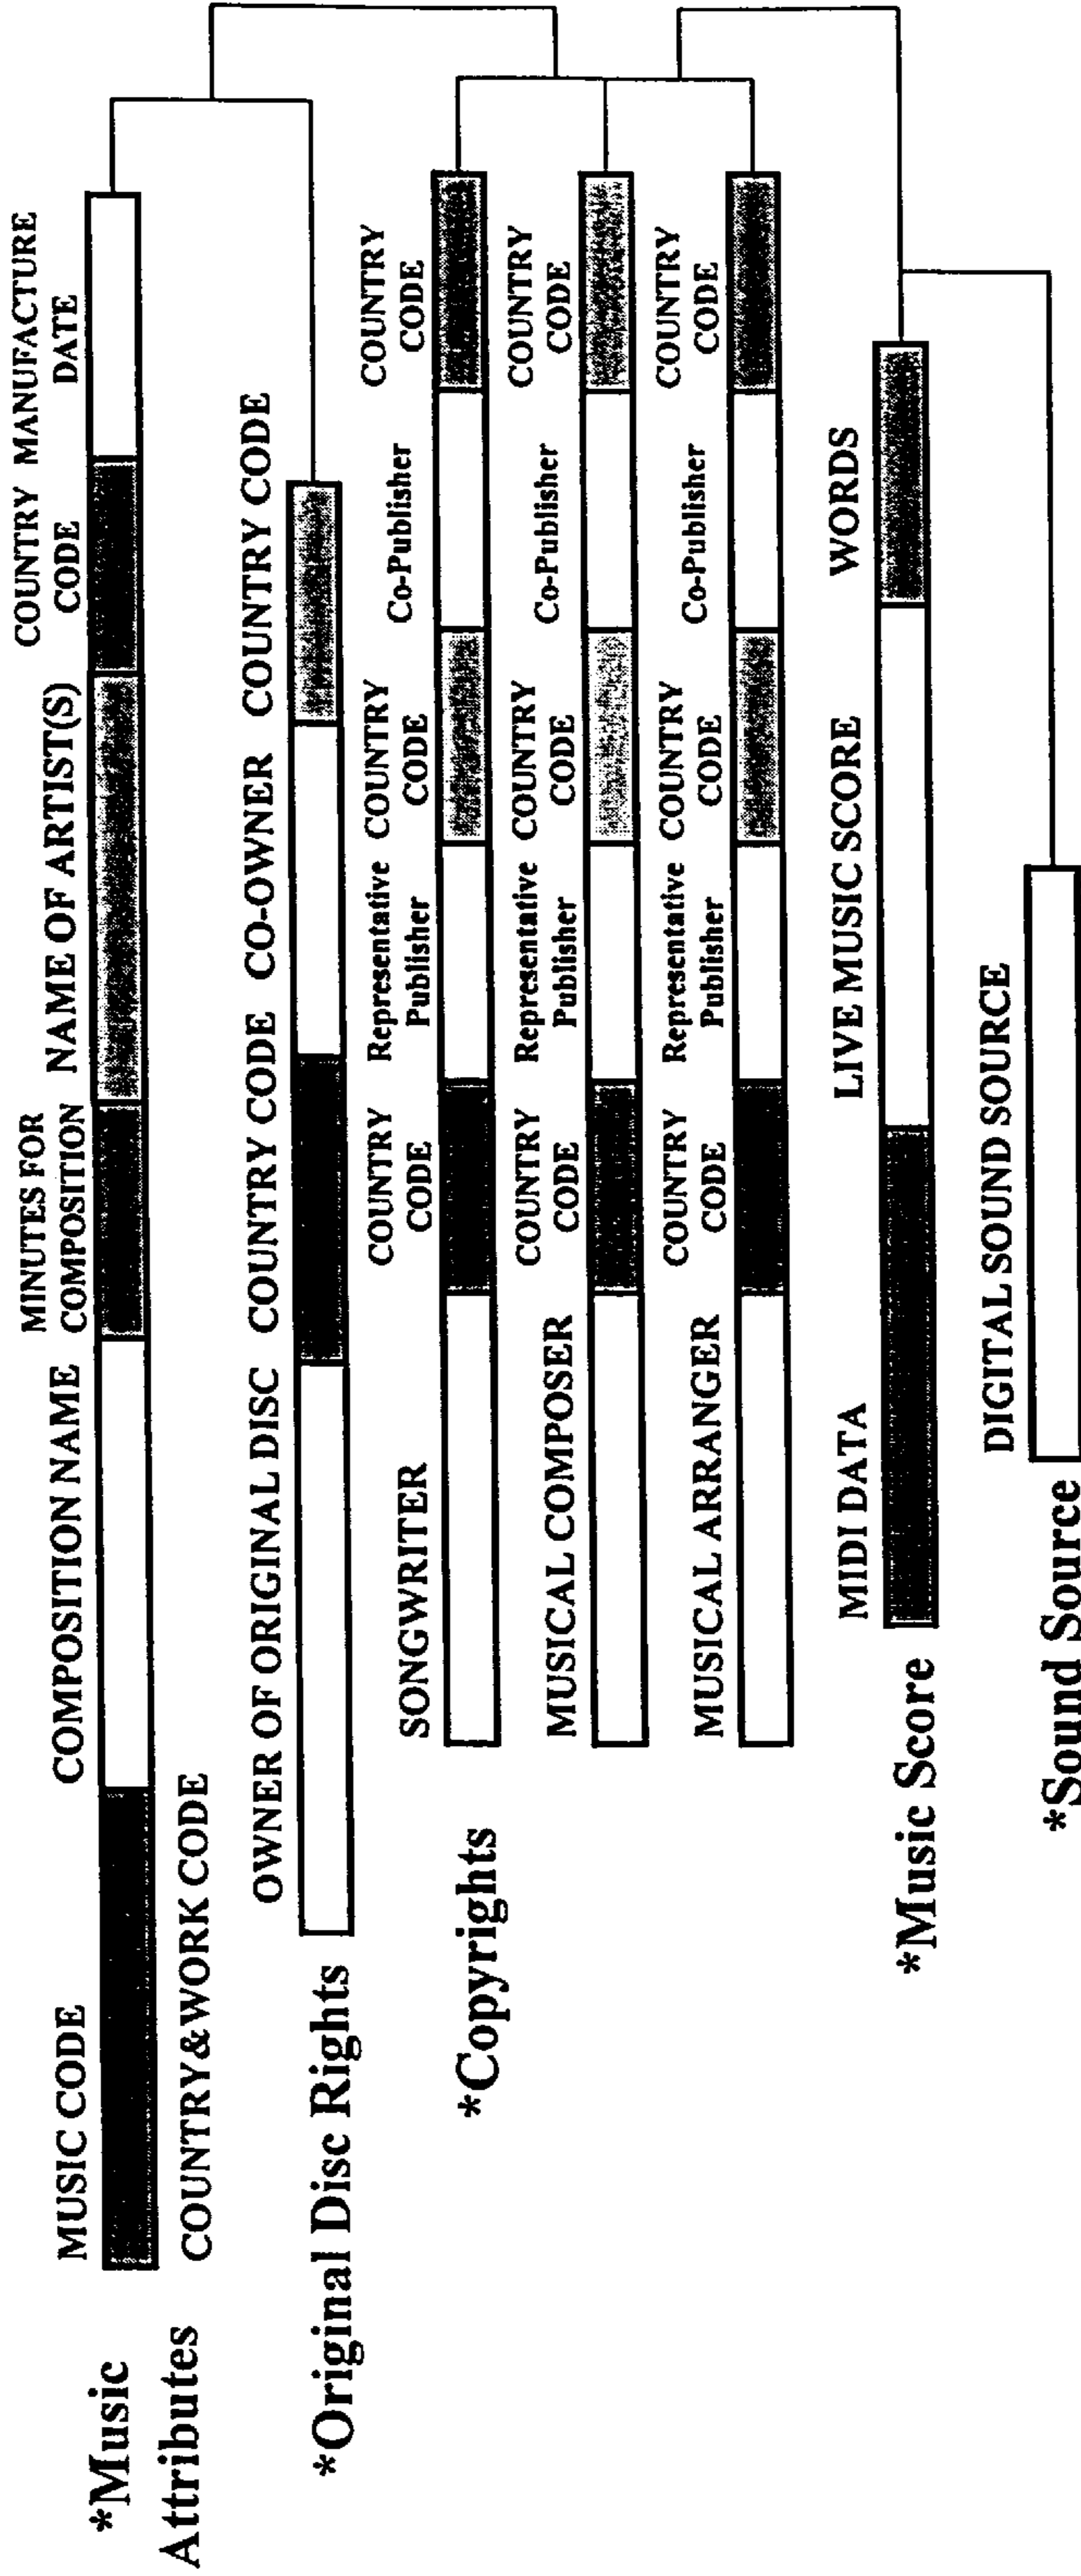 *Music
Attributes
MUSIC CODE
COUNTRY&WORK CODE
COMPOSITION NAME
MINUTES FOR
COMPOSITION
NAME OF ARTIST(S)
COUNTRY
CODE
MANUFACTURE
DATE
*Original Disc Rights
OWNER OF ORIGINAL DISC
COUNTRY CODE
CO-OWNER
COUNTRY CODE
*Copyrights
SONGWRITER
COUNTRY
CODE
Representative
Publisher
COUNTRY
CODE
Co-Publisher
COUNTRY
CODE
MUSICAL COMPOSER
COUNTRY
CODE
Representative
Publisher
COUNTRY
CODE
Co-Publisher
COUNTRY
CODE
MUSICAL ARRANGER
COUNTRY
CODE
Representative
Publisher
COUNTRY
CODE
Co-Publisher
COUNTRY
CODE
*Music Score
MIDI DATA
LIVE MUSIC SCORE
WORDS
*Sound Source
DIGITAL SOUND SOURCE